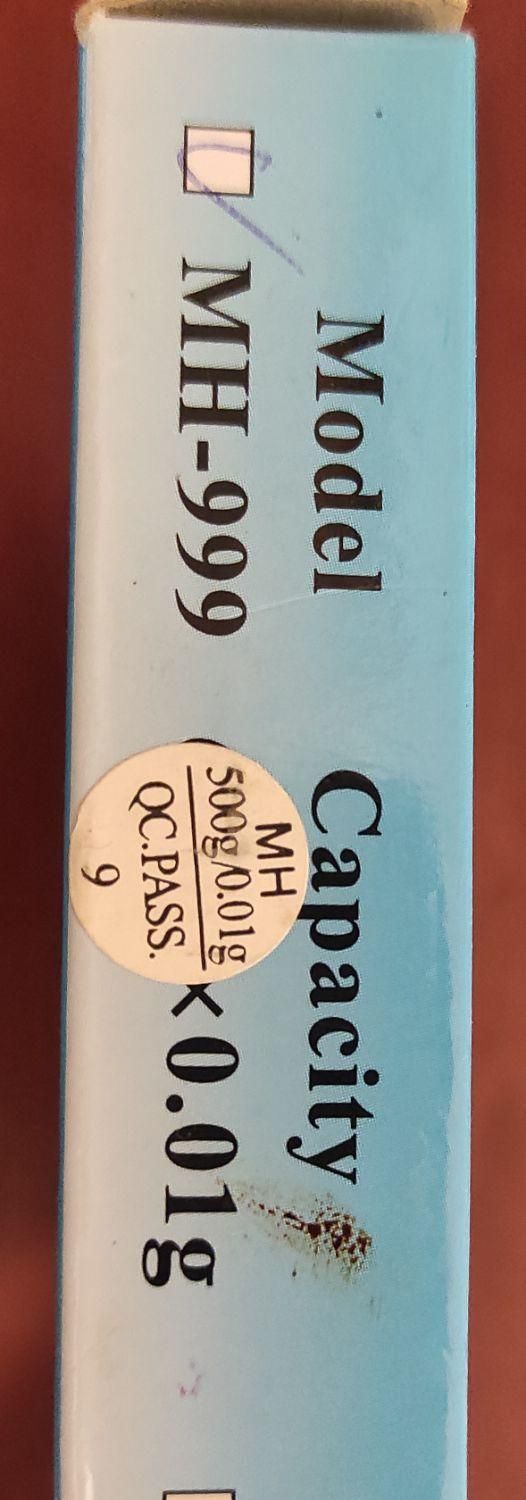 Model Capacity
MH-999 ×0.01g
MH
500g/0.01g
QC.PASS.
9